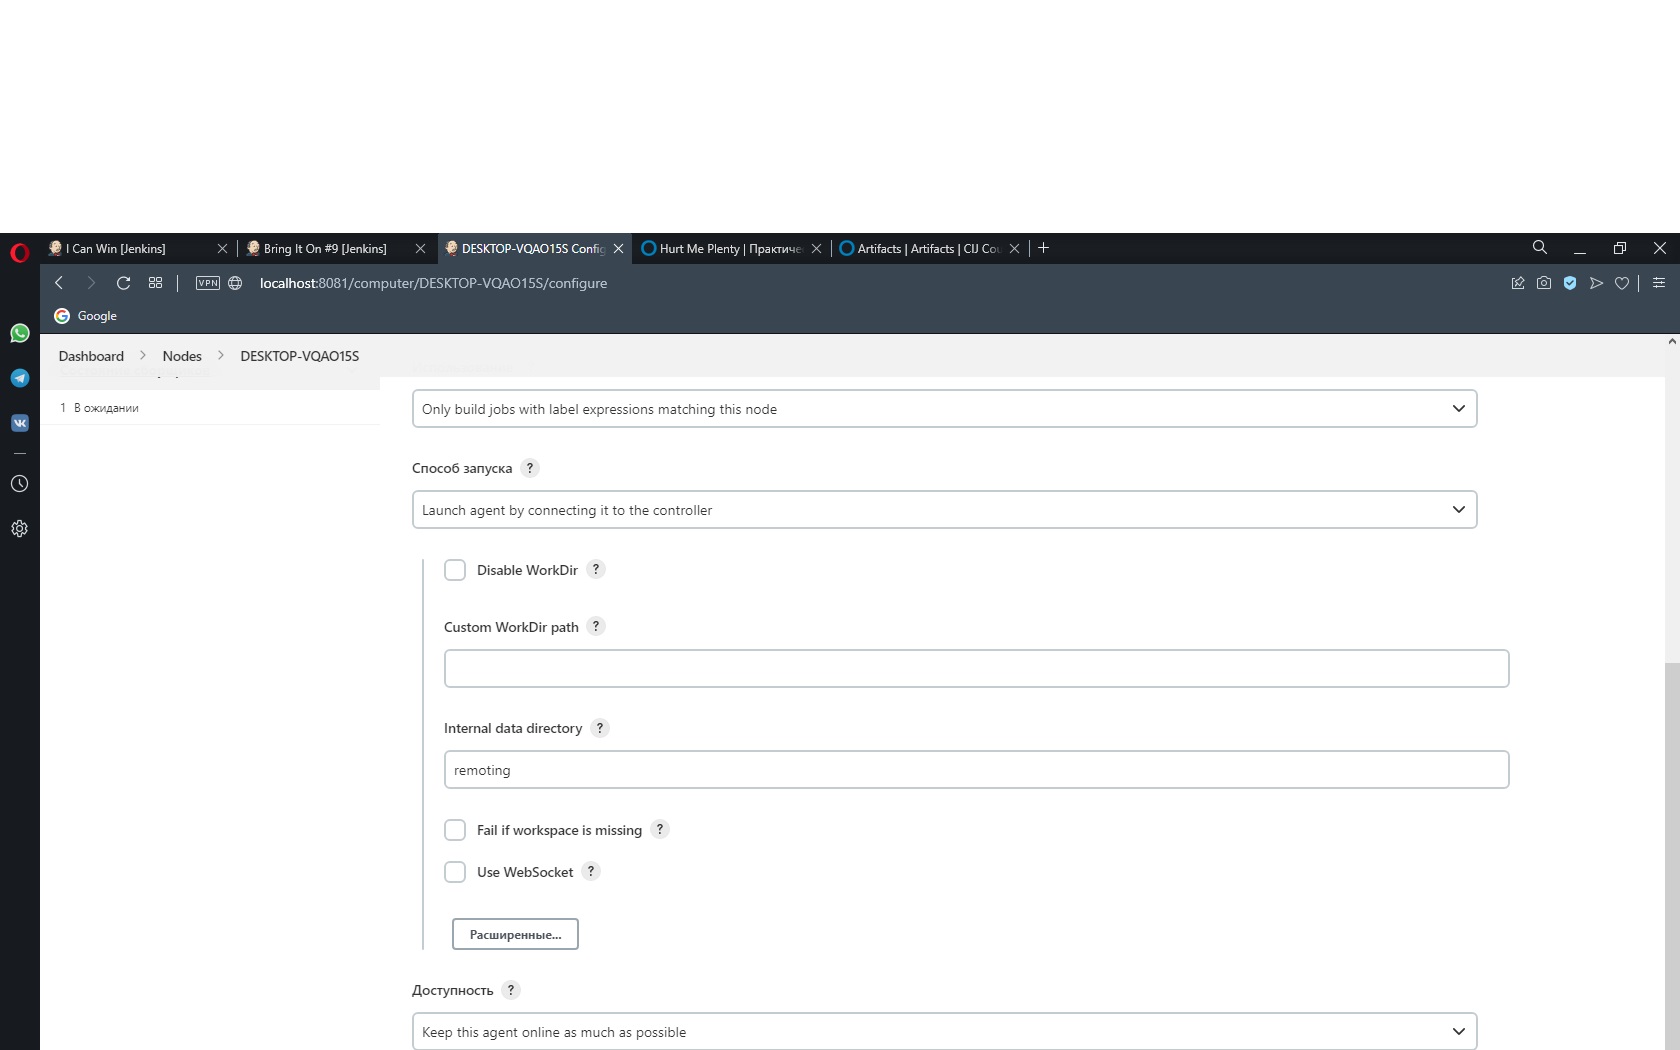 I Can Win [Jenkins]
Bring It On #9 [Jenkins]
DESKTOP-VQAO15S Config
Hurt Me Plenty | Практиче
Artifacts | Artifacts | CIJ Cou
VPN
localhost:8081/computer/DESKTOP-VQAO15S/configure
Google
Dashboard
Nodes
DESKTOP-VQAO15S
1 В ожидании
Only build jobs with label expressions matching this node
Способ запуска ?
Launch agent by connecting it to the controller
Disable WorkDir ?
Custom WorkDir path ?
Internal data directory ?
remoting
Fail if workspace is missing ?
Use WebSocket ?
Расширенные...
Доступность ?
Keep this agent online as much as possible